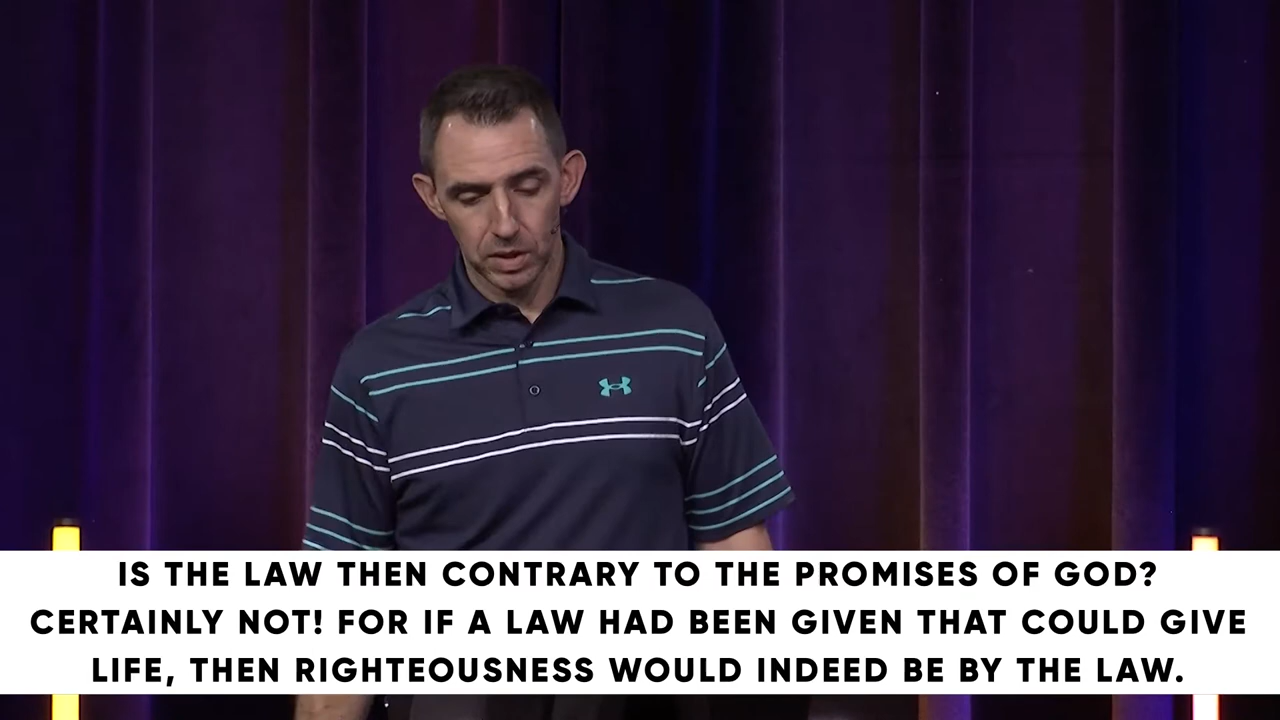 IS THE LAW THEN CONTRARY TO THE PROMISES OF GOD?
CERTAINLY NOT! FOR IF A LAW HAD BEEN GIVEN THAT COULD GIVE
LIFE, THEN RIGHTEOUSNESS WOULD INDEED BE BY THE LAW.